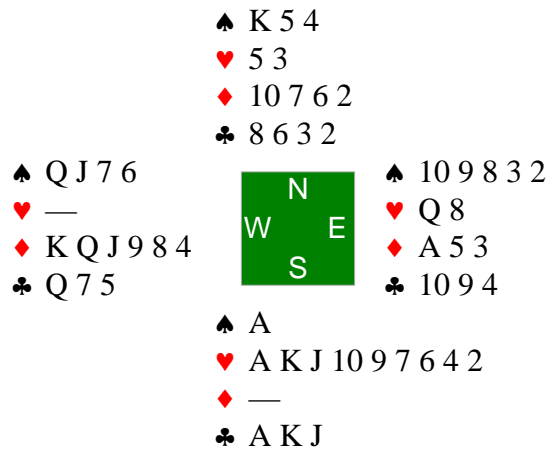 ♠ K 5 4
♥ 5 3
♦ 10 7 6 2
♣ 8 6 3 2
♠ Q J 7 6
♥ —
♦ K Q J 9 8 4
♣ Q 7 5
N
W E
S
♠ 10 9 8 3 2
♥ Q 8
♦ A 5 3
♣ 10 9 4
♠ A
♥ A K J 10 9 7 6 4 2
♦ —
♣ A K J